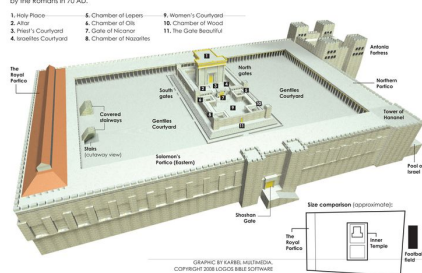 by the Romans in 70 AD.
1. Holy Place
2. Altar
3. Priest's Courtyard
4. Israelites Courtyard
5. Chamber of Lepers
6. Chamber of Oils
7. Gate of Nicanor
8. Chamber of Nazarites
9. Women's Courtyard
10. Chamber of Wood
11. The Gate Beautiful
The
Royal
Portico
Covered
stairways
Stairs
(cutaway view)
South
gates
Gentiles
Courtyard
North
gates
Gentiles
Courtyard
Antonia
Fortress
Northern
Portico
Tower of
Hananel
Pool of
Israel
Solomon's
Portico (Eastern)
Shoshan
Gate
Size comparison (approximate):
The
Royal
Portico
Inner
Temple
Football
field
GRAPHIC BY KARBEL MULTIMEDIA,
COPYRIGHT 2008 LOGOS BIBLE SOFTWARE